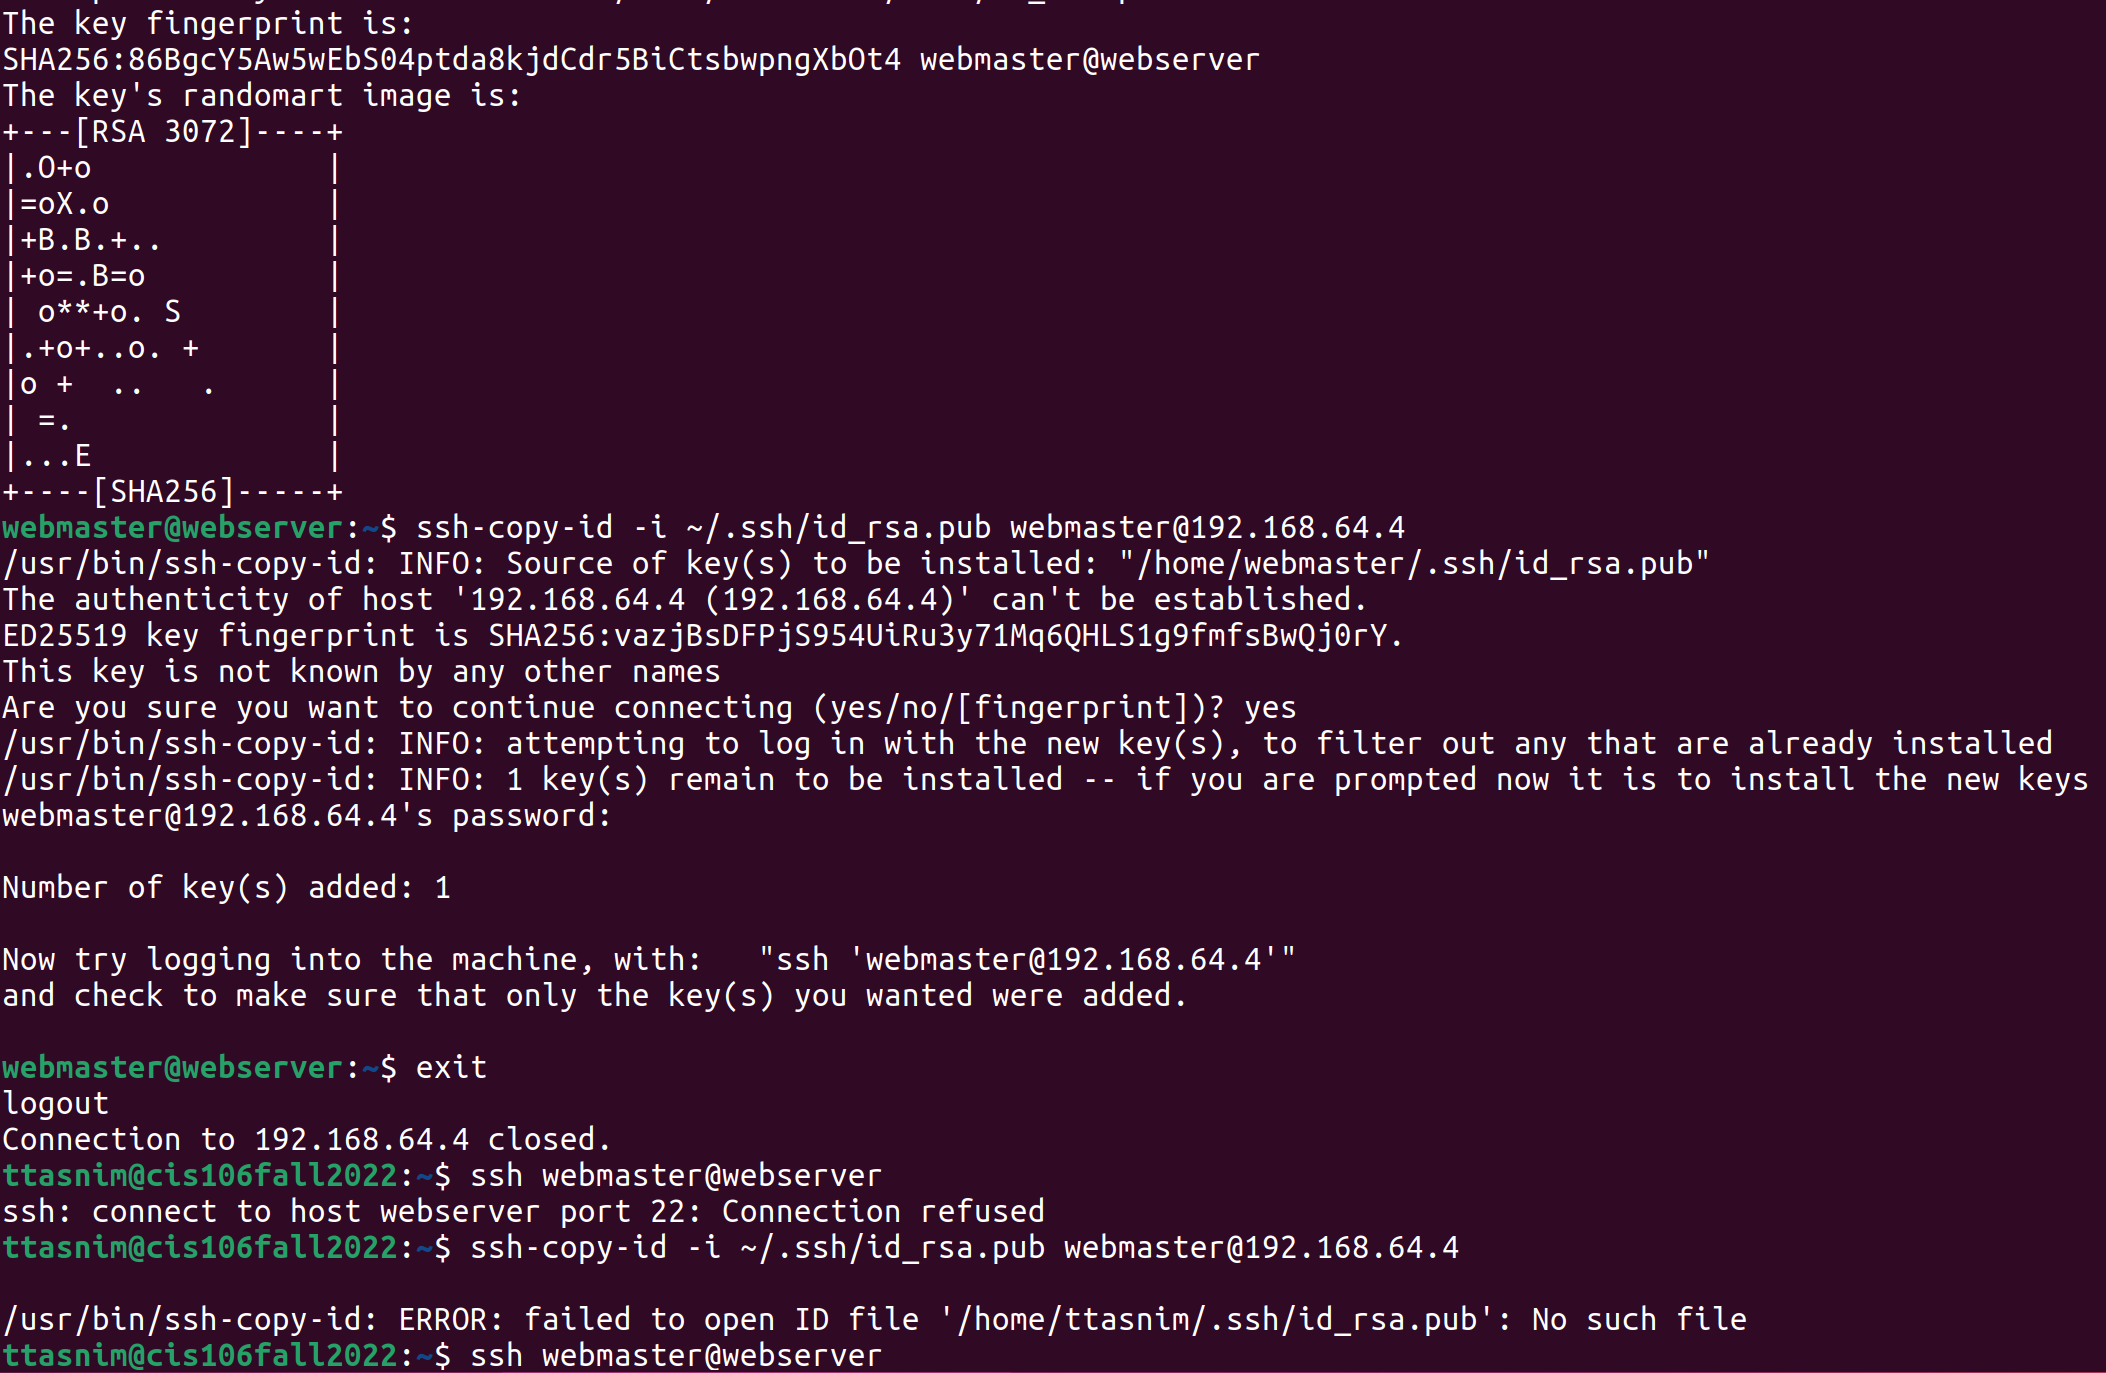 The key fingerprint is:
SHA256:86BgcY5Aw5wEbS04ptda8kjdCdr5BiCtsbwpngXbOt4 webmaster@webserver
The key's randomart image is:
+---[RSA 3072]----+
|.O+o             |
|=oX.o            |
|+B.B.+..         |
|+o=.B=o          |
| o**+o. S        |
|.+o+..o. +       |
|o +  ..   .      |
| =.              |
|...E             |
+----[SHA256]-----+
webmaster@webserver:~$ ssh-copy-id -i ~/.ssh/id_rsa.pub webmaster@192.168.64.4
/usr/bin/ssh-copy-id: INFO: Source of key(s) to be installed: "/home/webmaster/.ssh/id_rsa.pub"
The authenticity of host '192.168.64.4 (192.168.64.4)' can't be established.
ED25519 key fingerprint is SHA256:vazjBsDFPjS954UiRu3y71Mq6QHLS1g9fmfsBwQj0rY.
This key is not known by any other names
Are you sure you want to continue connecting (yes/no/[fingerprint])? yes
/usr/bin/ssh-copy-id: INFO: attempting to log in with the new key(s), to filter out any that are already installed
/usr/bin/ssh-copy-id: INFO: 1 key(s) remain to be installed -- if you are prompted now it is to install the new keys
webmaster@192.168.64.4's password:
Number of key(s) added: 1
Now try logging into the machine, with:   "ssh 'webmaster@192.168.64.4'"
and check to make sure that only the key(s) you wanted were added.
webmaster@webserver:~$ exit
logout
Connection to 192.168.64.4 closed.
ttasnim@cis106fall2022:~$ ssh webmaster@webserver
ssh: connect to host webserver port 22: Connection refused
ttasnim@cis106fall2022:~$ ssh-copy-id -i ~/.ssh/id_rsa.pub webmaster@192.168.64.4
/usr/bin/ssh-copy-id: ERROR: failed to open ID file '/home/ttasnim/.ssh/id_rsa.pub': No such file
ttasnim@cis106fall2022:~$ ssh webmaster@webserver